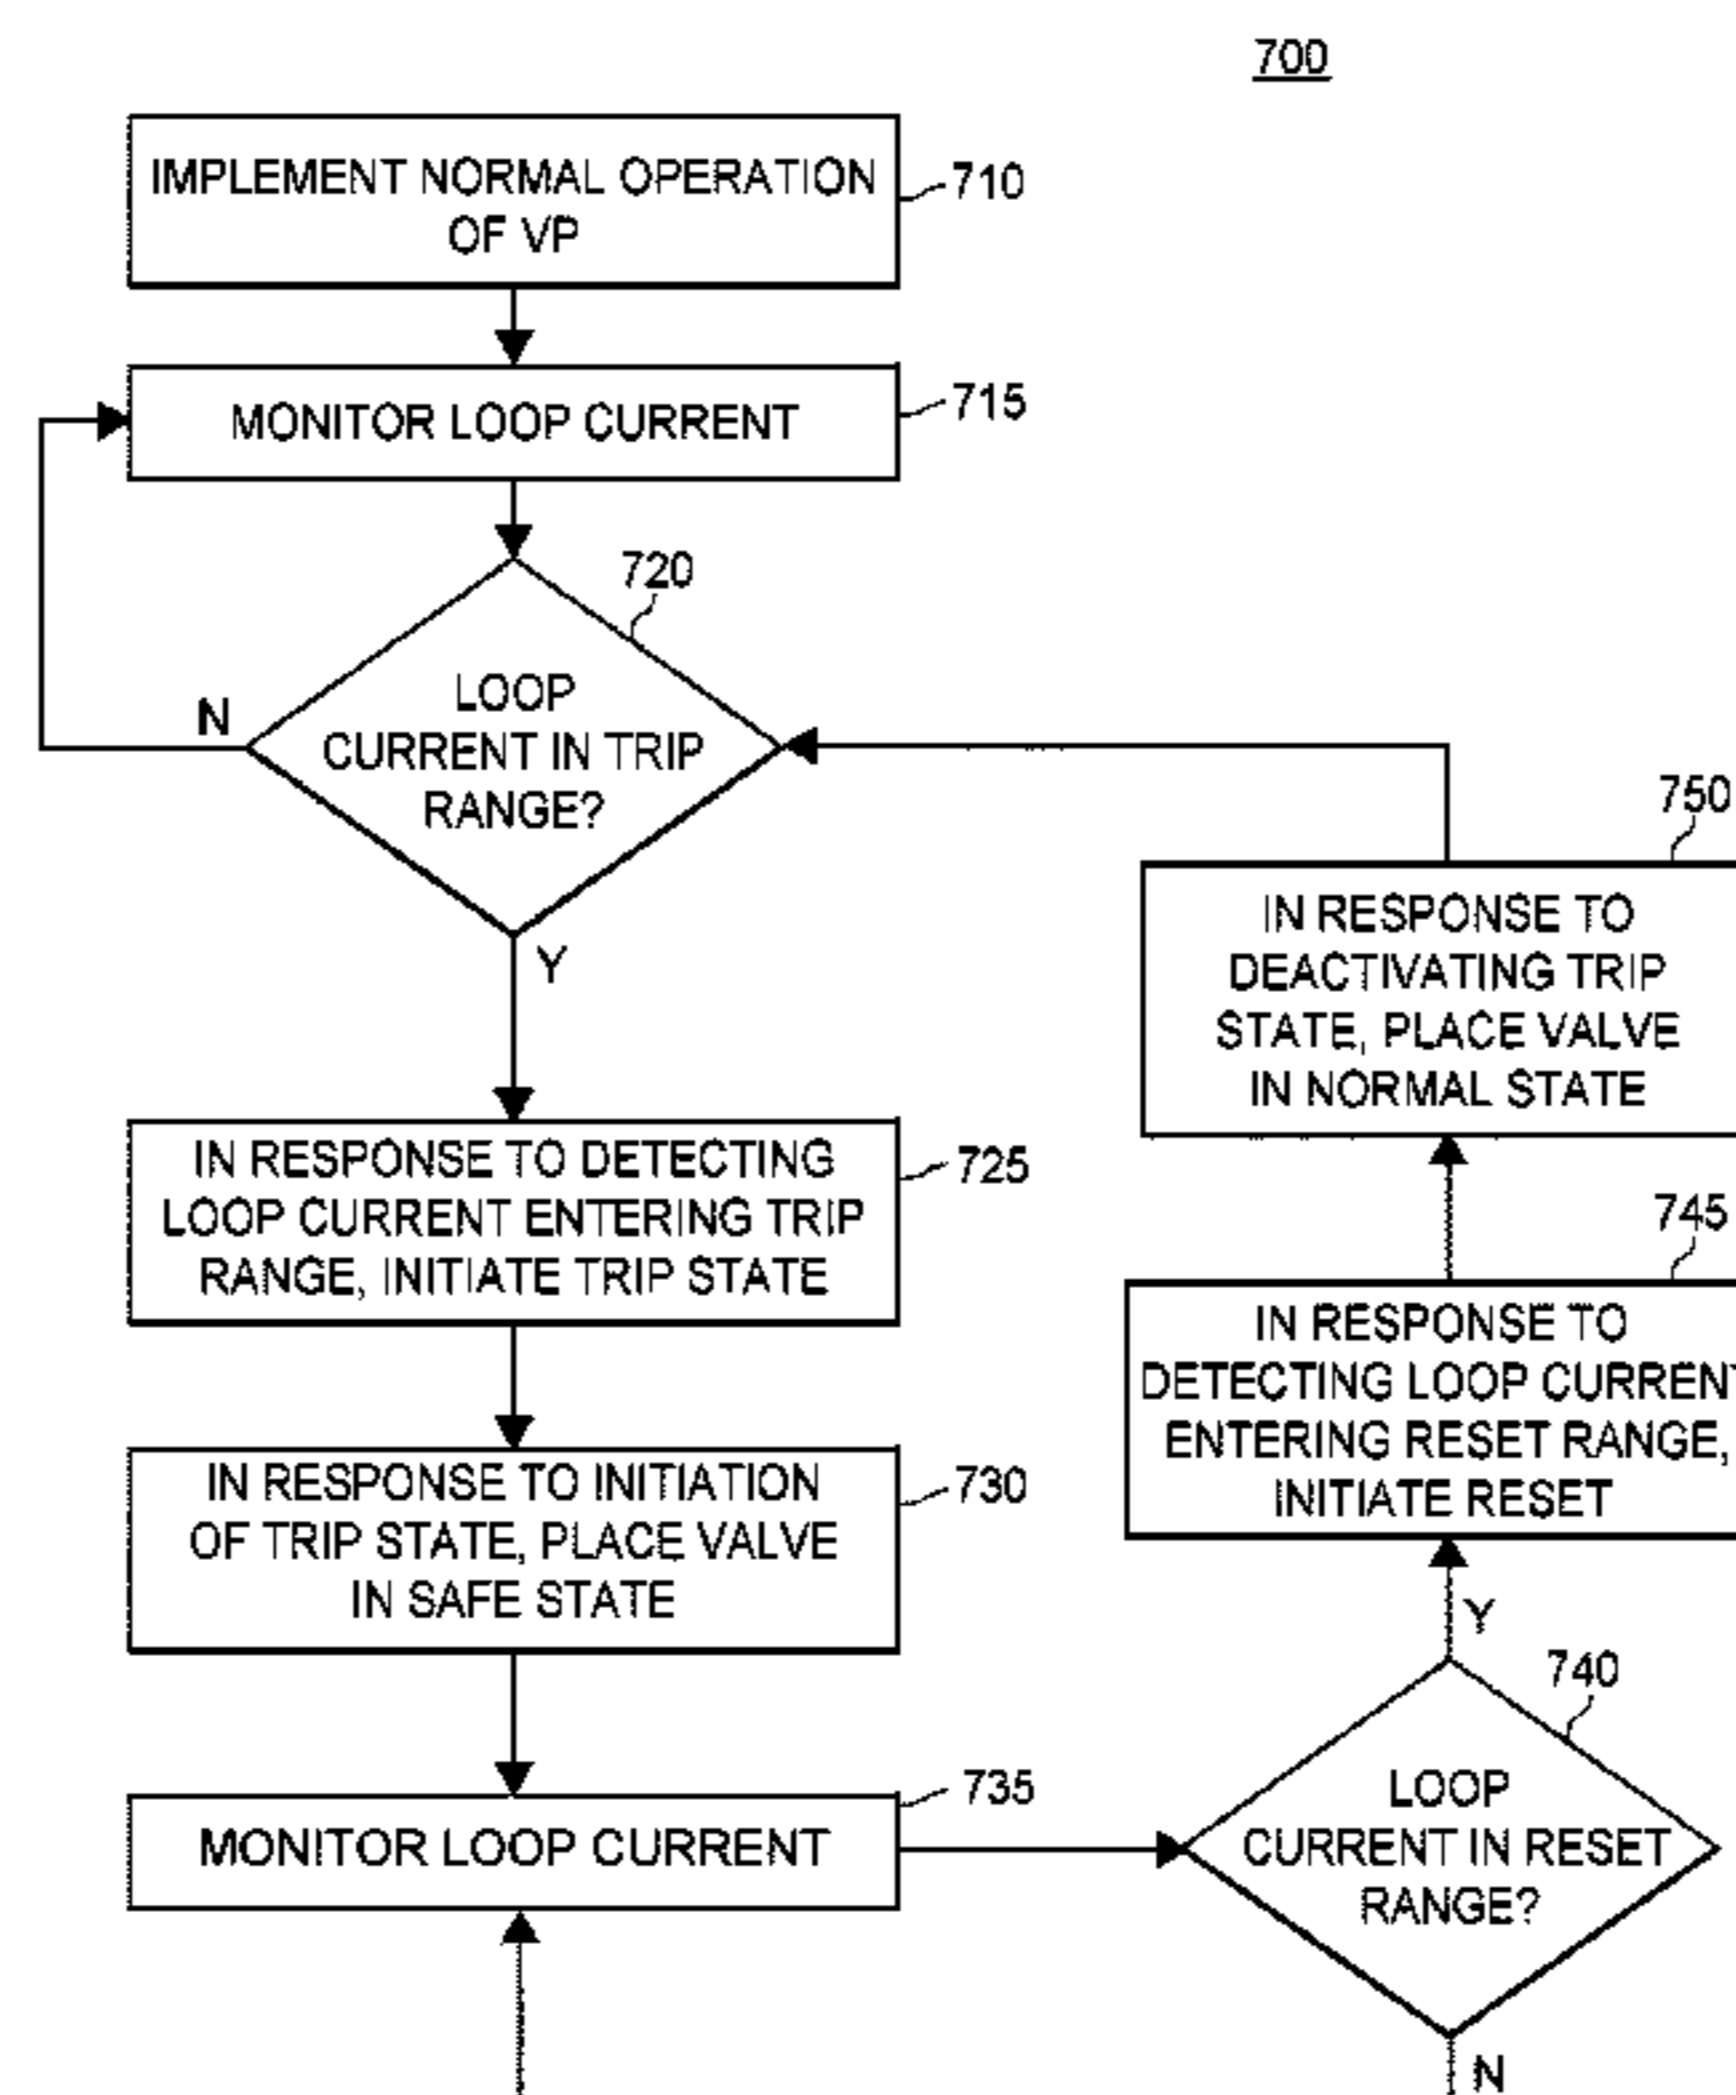 700
IMPLEMENT NORMAL OPERATION
OF VP
710
MONITOR LOOP CURRENT
715
720
LOOP
CURRENT IN TRIP
RANGE?
N
Y
IN RESPONSE TO DETECTING
LOOP CURRENT ENTERING TRIP
RANGE, INITIATE TRIP STATE
725
IN RESPONSE TO INITIATION
OF TRIP STATE, PLACE VALVE
IN SAFE STATE
730
MONITOR LOOP CURRENT
735
740
LOOP
CURRENT IN RESET
RANGE?
Y
N
745
IN RESPONSE TO
DETECTING LOOP CURRENT
ENTERING RESET RANGE,
INITIATE RESET
750
IN RESPONSE TO
DEACTIVATING TRIP
STATE, PLACE VALVE
IN NORMAL STATE